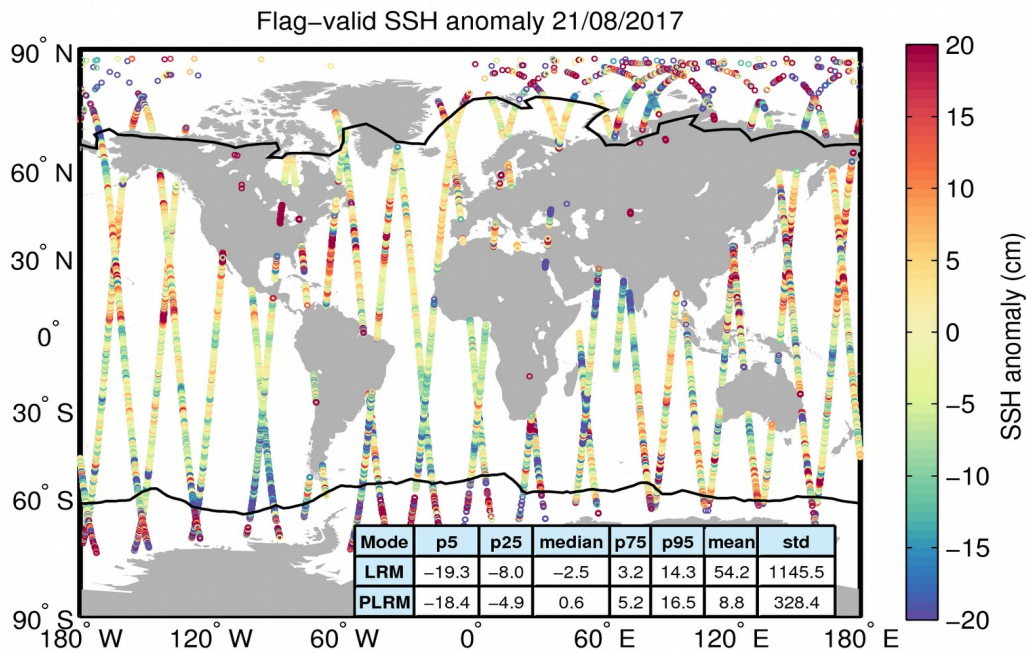 Flag−valid SSH anomaly 21/08/2017
90° N
60° N
30° N
0°
30° S
60° S
90° S
180° W
120° W
60° W
0°
60° E
120° E
180° E
20
15
10
5
0
−5
−10
−15
−20
SSH anomaly (cm)
Mode p5 p25 median p75 p95 mean std
LRM −19.3 −8.0 −2.5 3.2 14.3 54.2 1145.5
PLRM −18.4 −4.9 0.6 5.2 16.5 8.8 328.4